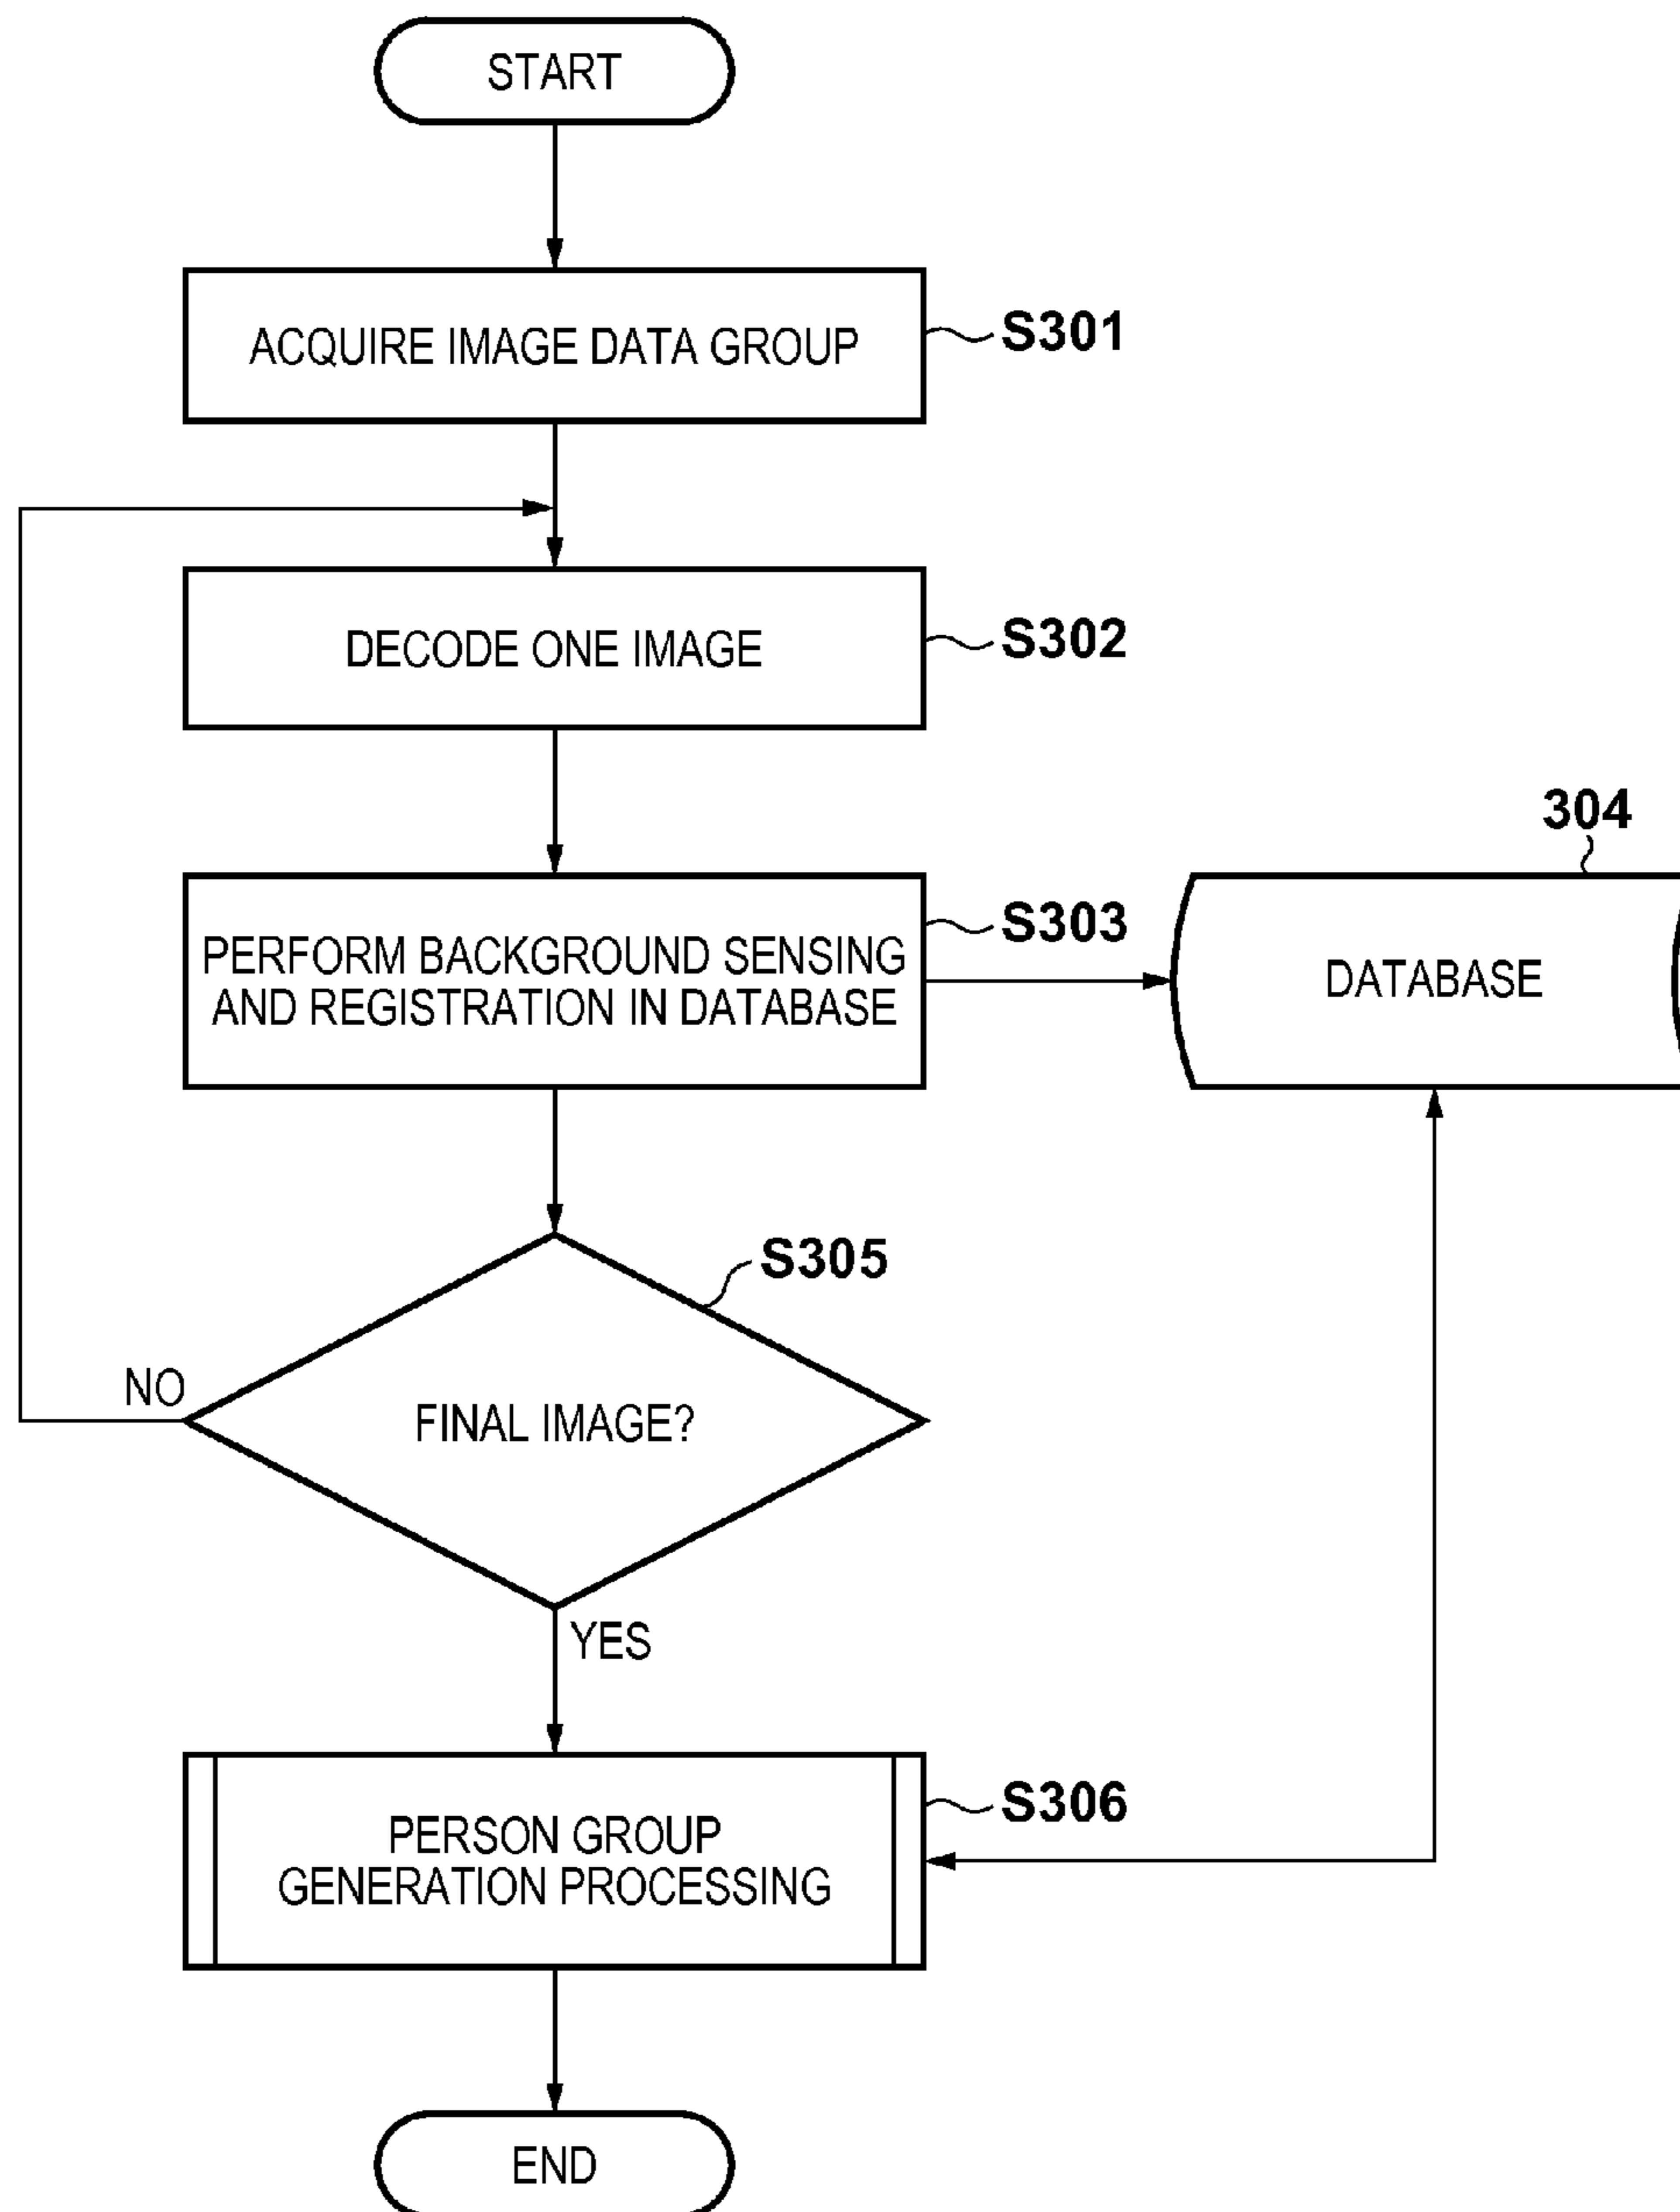 START
ACQUIRE IMAGE DATA GROUP
S301
DECODE ONE IMAGE
S302
304
PERFORM BACKGROUND SENSING
AND REGISTRATION IN DATABASE
S303
DATABASE
S305
NO
FINAL IMAGE?
YES
PERSON GROUP
GENERATION PROCESSING
S306
END